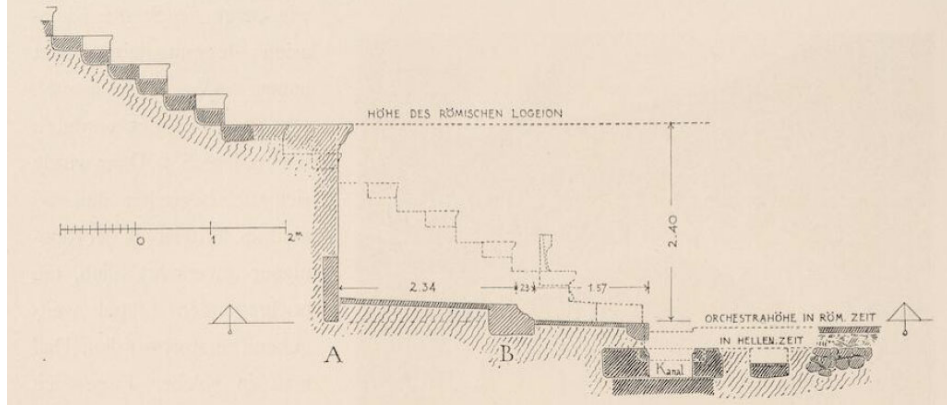 HÖHE DES RÖMISCHEN LOGEION
2.40
0 1 2ᵐ
2.34 23 1.57
ORCHESTRAHÖHE IN RÖM. ZEIT
IN HELLEN. ZEIT
A B
Kanal